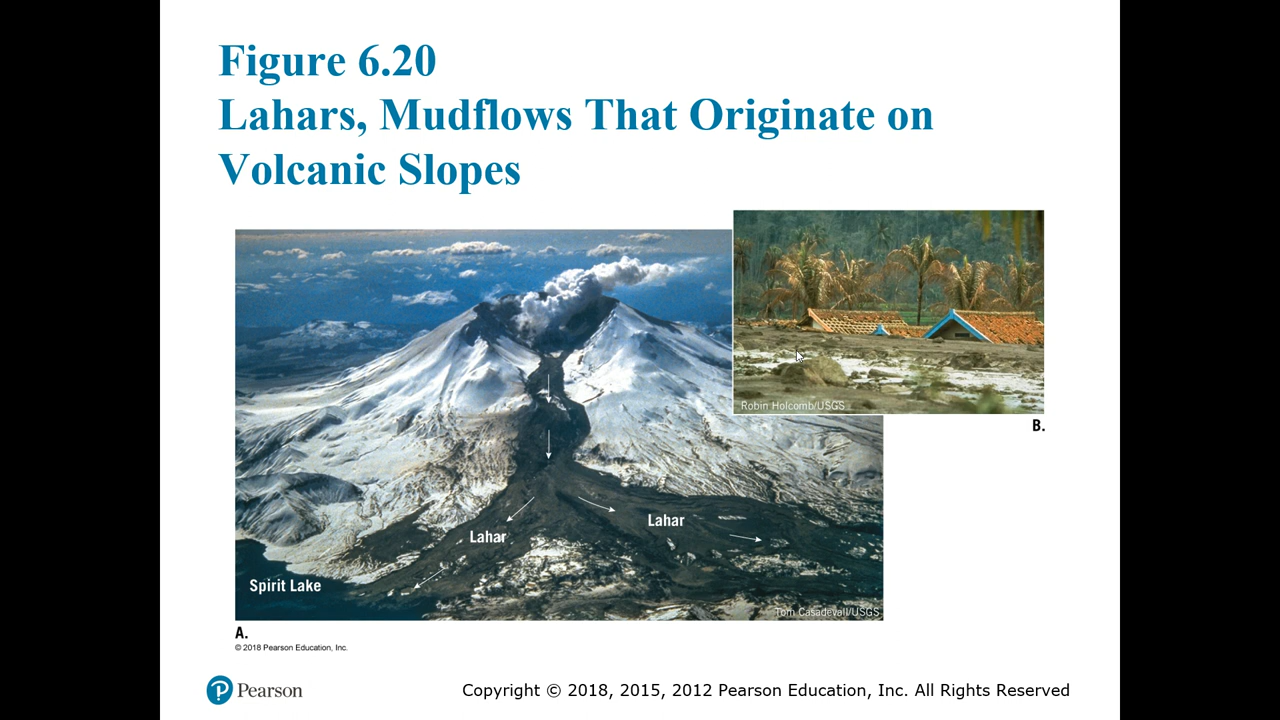 Figure 6.20
Lahars, Mudflows That Originate on
Volcanic Slopes
Robin Holcomb/USGS
B.
Lahar
Lahar
Spirit Lake
Tom Casadevall/USGS
A.
© 2018 Pearson Education, Inc.
Pearson
Copyright © 2018, 2015, 2012 Pearson Education, Inc. All Rights Reserved